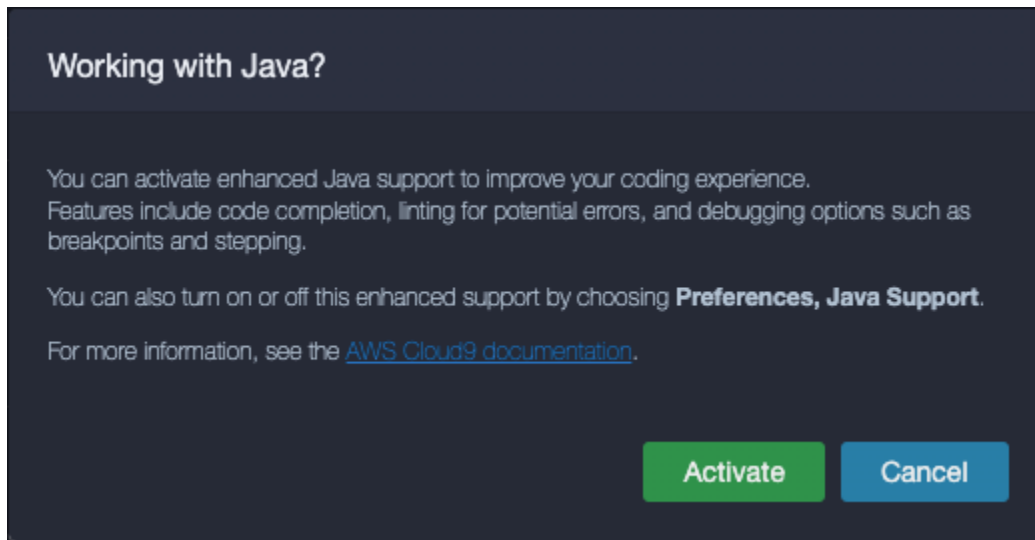 Working with Java?
You can activate enhanced Java support to improve your coding experience.
Features include code completion, linting for potential errors, and debugging options such as
breakpoints and stepping.
You can also turn on or off this enhanced support by choosing Preferences, Java Support.
For more information, see the AWS Cloud9 documentation.
Activate Cancel